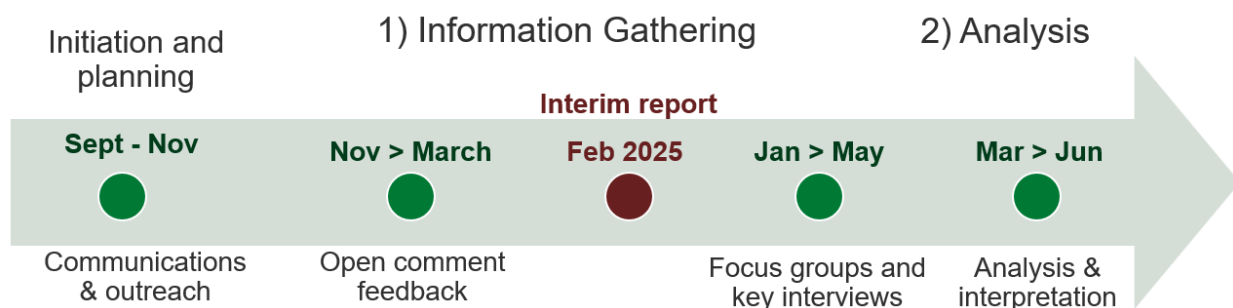 Initiation and
planning
1) Information Gathering
2) Analysis
Interim report
Sept - Nov
Nov > March
Feb 2025
Jan > May
Mar > Jun
Communications
& outreach
Open comment
feedback
Focus groups and
key interviews
Analysis &
interpretation